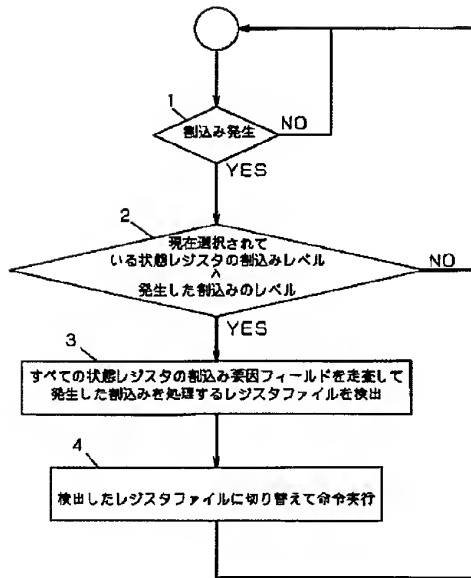 1
割込み発生
NO
YES
2
現在選択されて
いる状態レジスタの割込みレベル
∧
発生した割込みのレベル
NO
YES
3
すべての状態レジスタの割込み要因フィールドを走査して
発生した割込みを処理するレジスタファイルを検出
4
検出したレジスタファイルに切り替えて命令実行